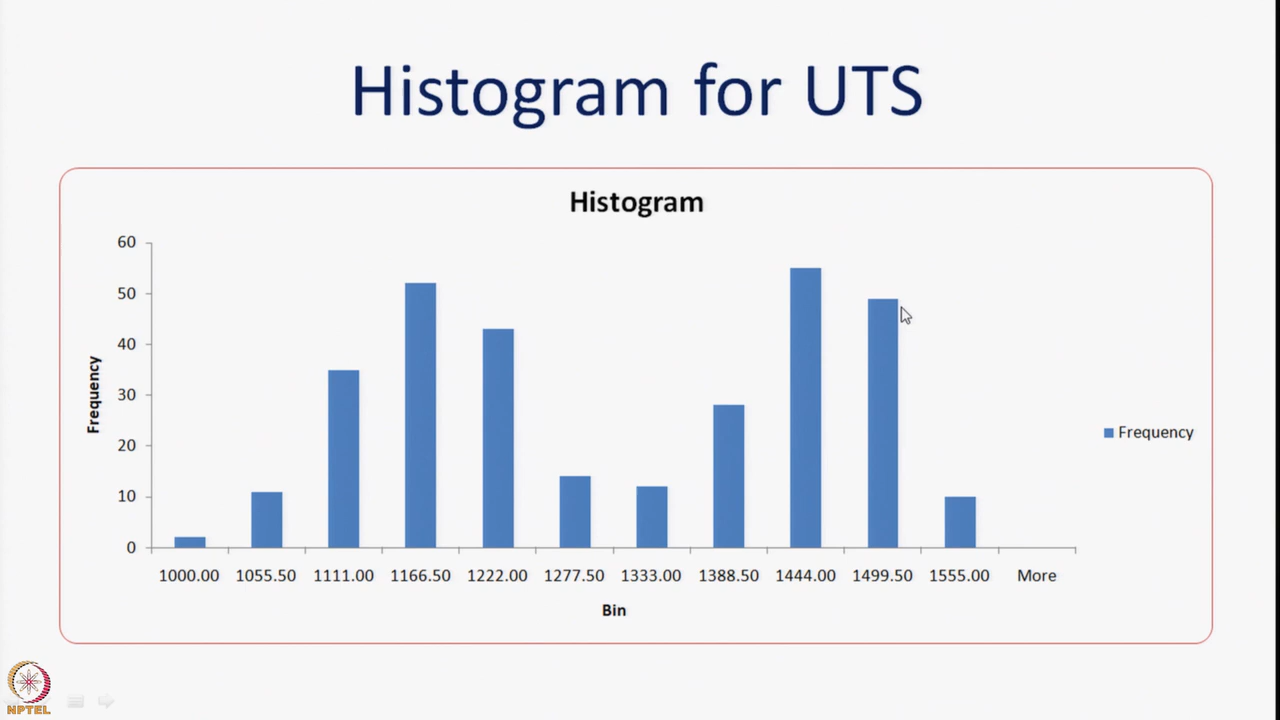 Histogram for UTS
Histogram
60
50
40
30
20
10
0
Frequency
1000.00 1055.50 1111.00 1166.50 1222.00 1277.50 1333.00 1388.50 1444.00 1499.50 1555.00 More
Bin
Frequency
NPTEL